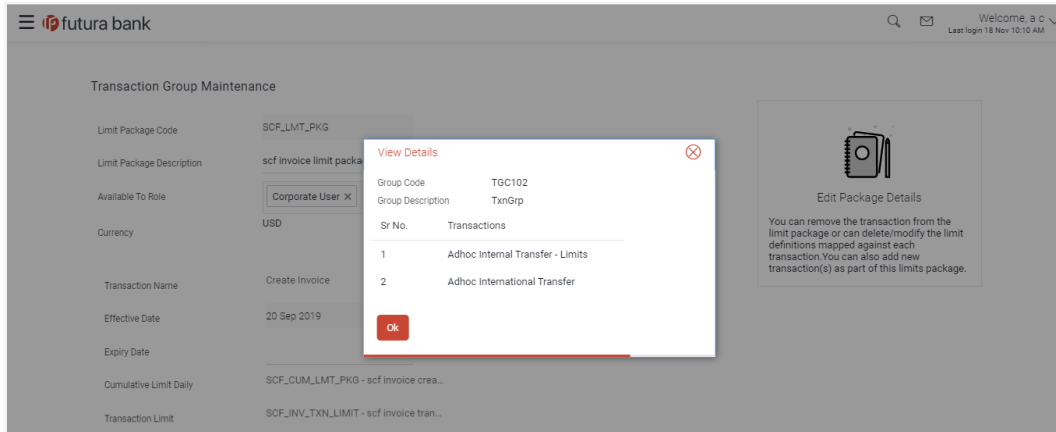 futura bank
Welcome, a c
Last login 18 Nov 10:10 AM
Transaction Group Maintenance
Limit Package Code SCF_LMT_PKG
Limit Package Description scf invoice limit packa
Available To Role Corporate User ×
Currency USD
Transaction Name Create Invoice
Effective Date 20 Sep 2019
Expiry Date
Cumulative Limit Daily SCF_CUM_LMT_PKG - scf invoice crea...
Transaction Limit SCF_INV_TXN_LIMIT - scf invoice tran...
View Details
Group Code TGC102
Group Description TxnGrp
Sr No. Transactions
1 Adhoc Internal Transfer - Limits
2 Adhoc International Transfer
Ok
Edit Package Details
You can remove the transaction from the
limit package or can delete/modify the limit
definitions mapped against each
transaction.You can also add new
transaction(s) as part of this limits package.